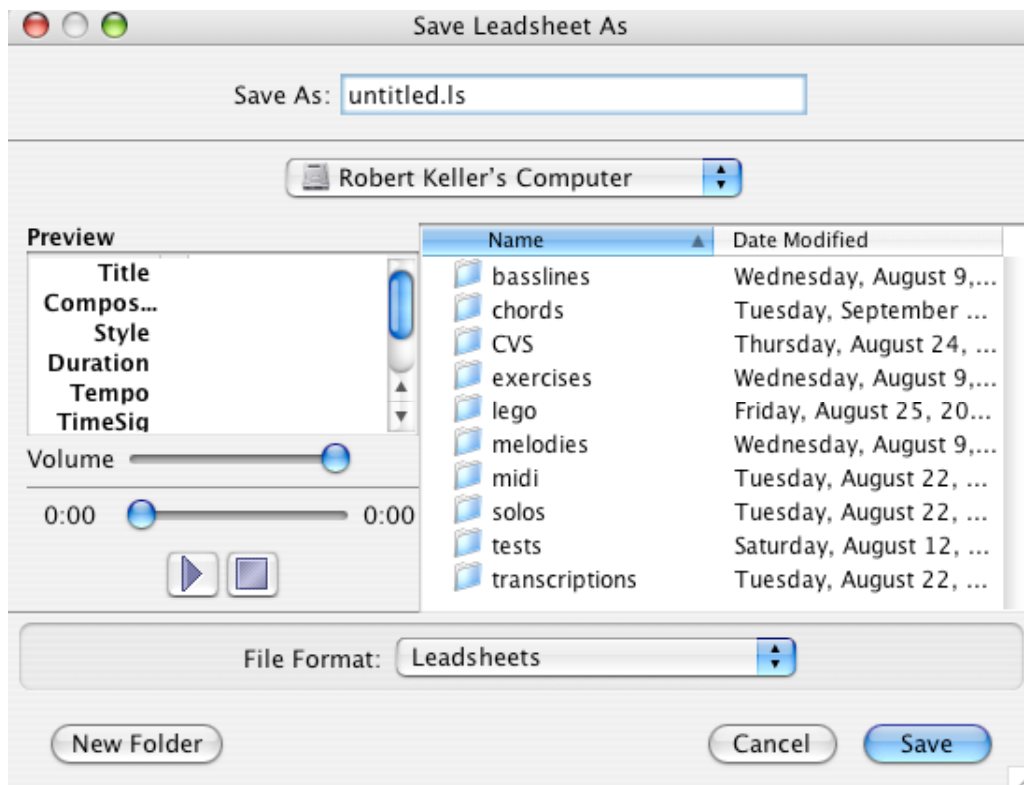 Save Leadsheet As
Save As: untitled.ls
Robert Keller's Computer
Preview
Title
Compos...
Style
Duration
Tempo
TimeSig
Volume
0:00 0:00
Name Date Modified
basslines Wednesday, August 9,...
chords Tuesday, September ...
CVS Thursday, August 24, ...
exercises Wednesday, August 9,...
lego Friday, August 25, 20...
melodies Wednesday, August 9,...
midi Tuesday, August 22, ...
solos Tuesday, August 22, ...
tests Saturday, August 12, ...
transcriptions Tuesday, August 22, ...
File Format: Leadsheets
New Folder Cancel Save